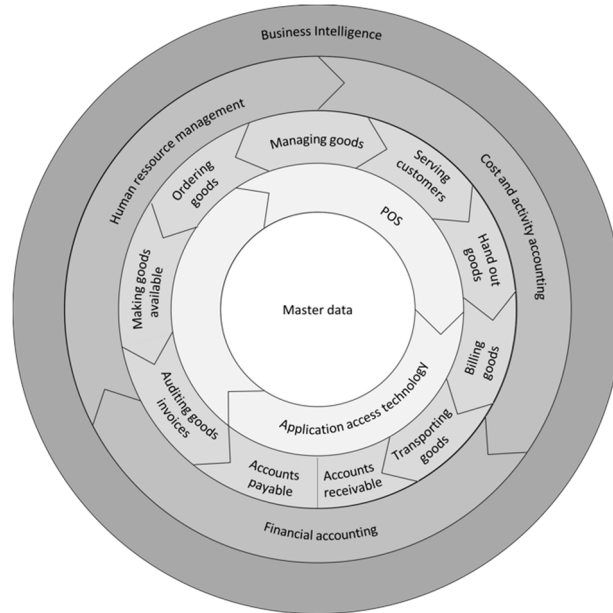 Business Intelligence
Human ressource management
Cost and activity accounting
Managing goods
Serving
customers
Ordering
goods
POS
Hand out
goods
Making goods
available
Master data
Billing
goods
Auditing goods
invoices
Application access technology
Transporting
goods
Accounts
payable
Accounts
receivable
Financial accounting